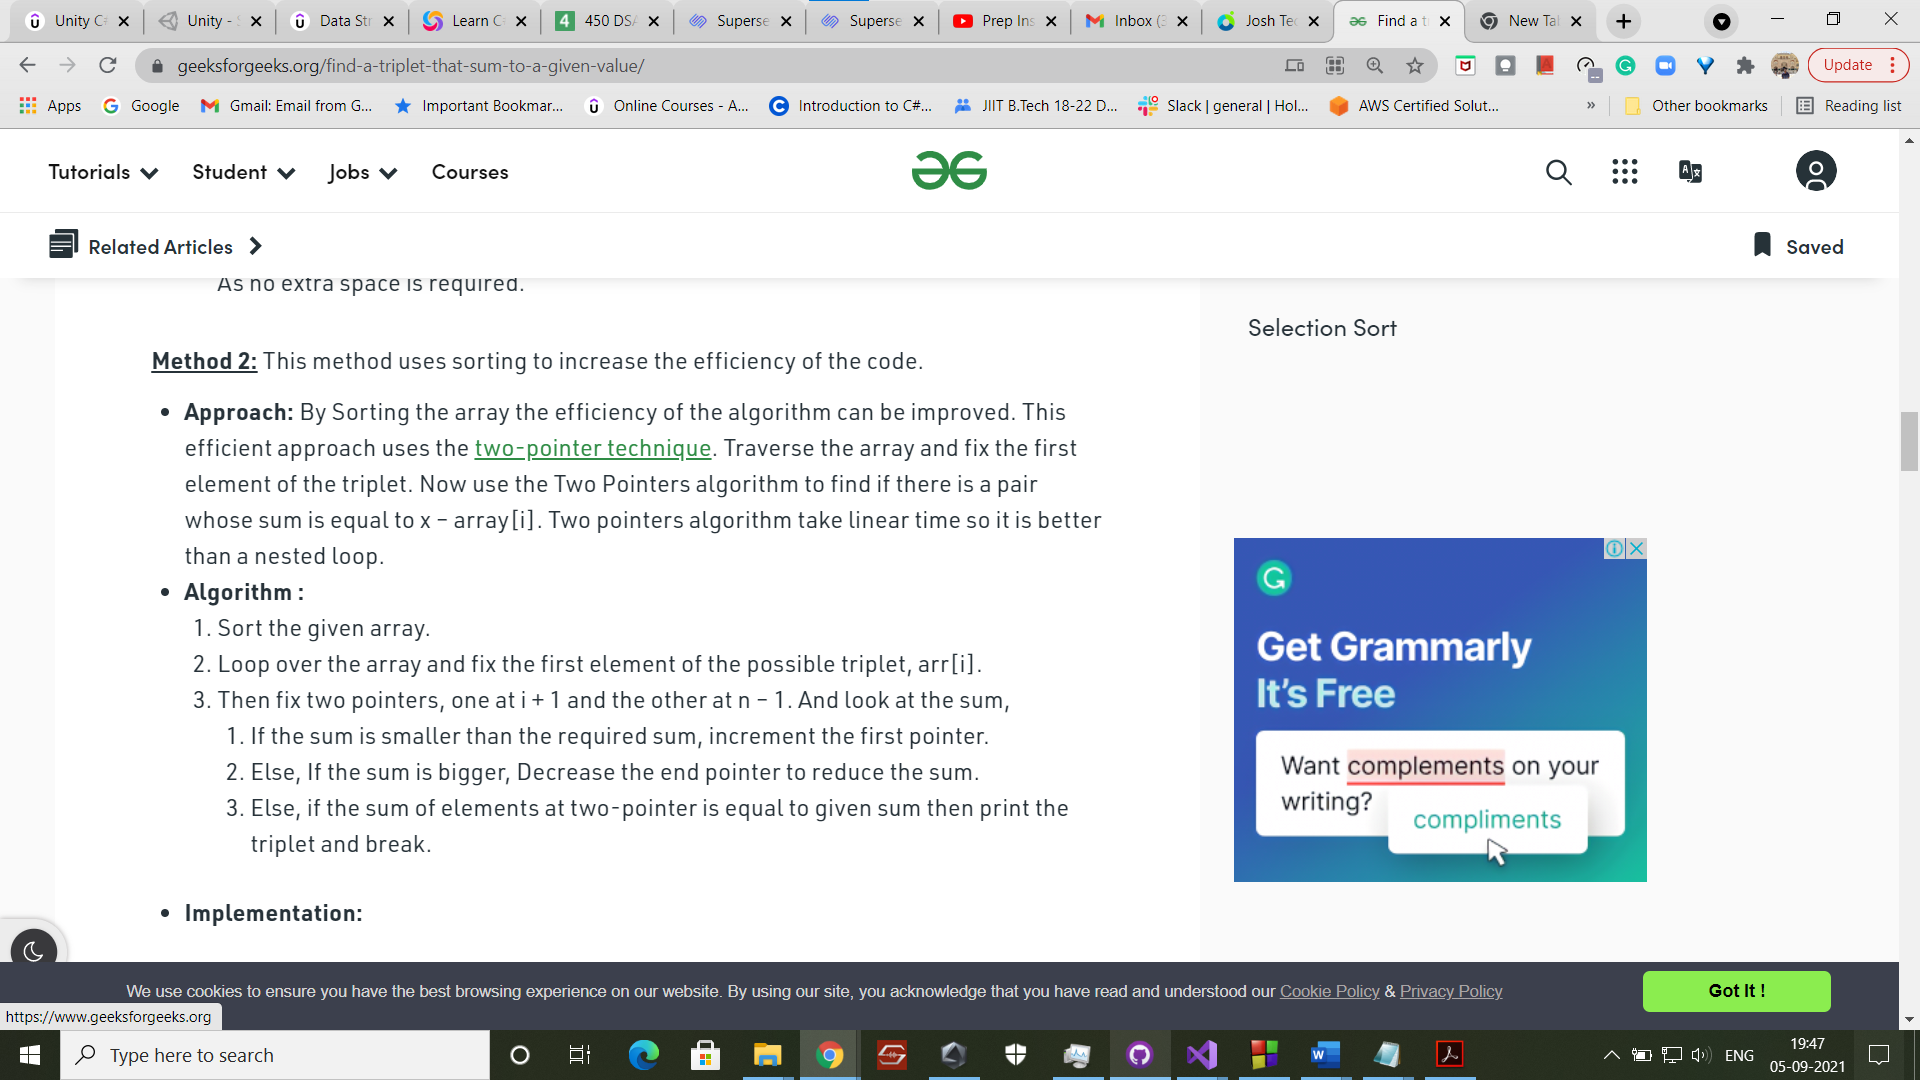 Unity C#
Unity - S
Data Str
Learn C
450 DSA
Superse
Superse
Prep Ins
Inbox (3
Josh Tec
Find a t
New Tab
geeksforgeeks.org/find-a-triplet-that-sum-to-a-given-value/
Update
Apps
Google
Gmail: Email from G...
Important Bookmar...
Online Courses - A...
Introduction to C#...
JIIT B.Tech 18-22 D...
Slack | general | Hol...
AWS Certified Solut...
»
Other bookmarks
Reading list
Tutorials
Student
Jobs
Courses
Related Articles
Saved
As no extra space is required.
Selection Sort
Method 2: This method uses sorting to increase the efficiency of the code.
• Approach: By Sorting the array the efficiency of the algorithm can be improved. This
efficient approach uses the two-pointer technique. Traverse the array and fix the first
element of the triplet. Now use the Two Pointers algorithm to find if there is a pair
whose sum is equal to x – array[i]. Two pointers algorithm take linear time so it is better
than a nested loop.
• Algorithm :
1. Sort the given array.
2. Loop over the array and fix the first element of the possible triplet, arr[i].
3. Then fix two pointers, one at i + 1 and the other at n – 1. And look at the sum,
1. If the sum is smaller than the required sum, increment the first pointer.
2. Else, If the sum is bigger, Decrease the end pointer to reduce the sum.
3. Else, if the sum of elements at two-pointer is equal to given sum then print the
triplet and break.
• Implementation:
Get Grammarly
It's Free
Want complements on your
writing?
compliments
We use cookies to ensure you have the best browsing experience on our website. By using our site, you acknowledge that you have read and understood our Cookie Policy & Privacy Policy
Got It !
https://www.geeksforgeeks.org
Type here to search
ENG
19:47
05-09-2021